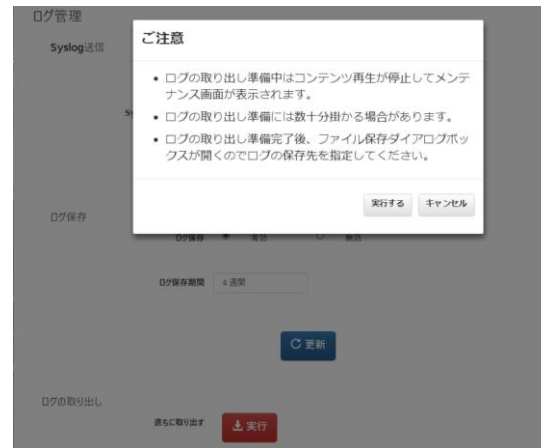 ログ管理
Syslog送信
ご注意
• ログの取り出し準備中はコンテンツ再生が停止してメンテ
ナンス画面が表示されます。
• ログの取り出し準備には数十分掛かる場合があります。
• ログの取り出し準備完了後、ファイル保存ダイアログボッ
クスが開くのでログの保存先を指定してください。
実行する キャンセル
ログ保存
ログ保存 有効 無効
ログ保存期間 4 週間
更新
ログの取り出し
直ちに取り出す 実行